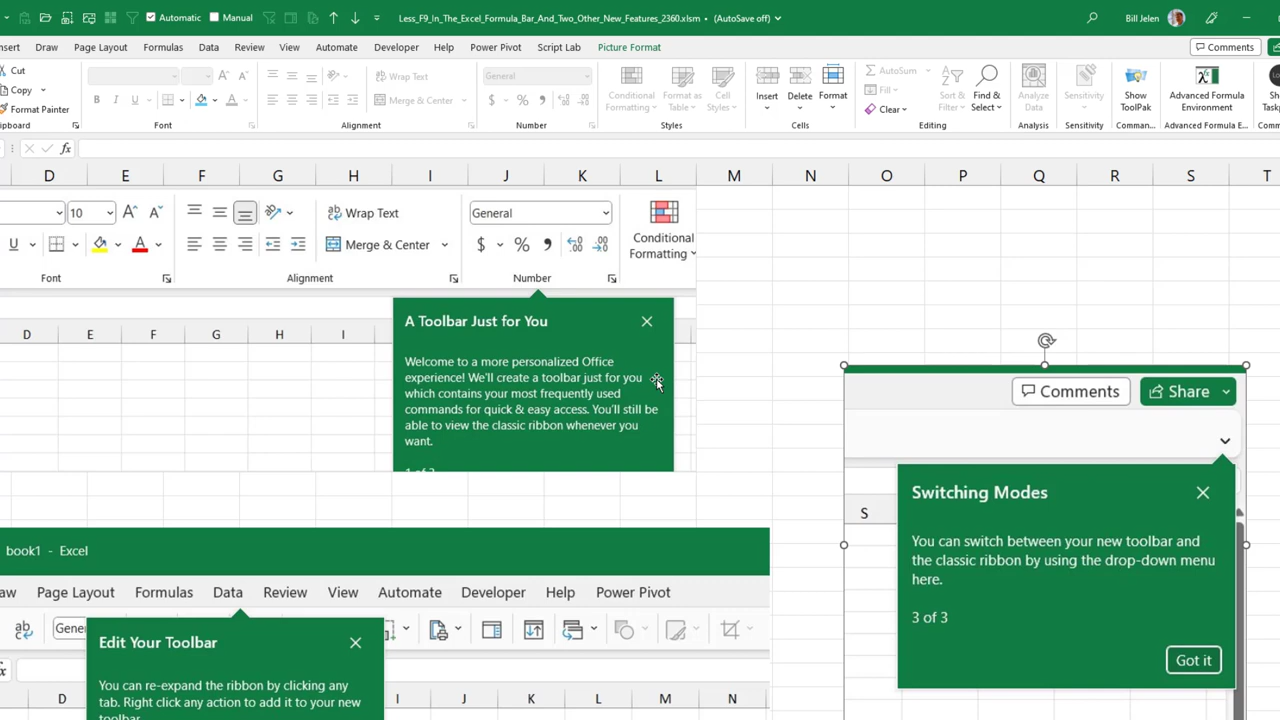 Automatic
Manual
Less_F9_In_The_Excel_Formula_Bar_And_Two_Other_New_Features_2360.xlsm • (AutoSave off)
Bill Jelen
Draw Page Layout Formulas Data Review View Automate Developer Help Power Pivot Script Lab Picture Format
Comments
Cut
Copy
Format Painter
Wrap Text
Merge & Center
General
Conditional Formatting
Format as Table
Cell Styles
Insert
Delete
Format
AutoSum
Fill
Clear
Sort & Filter
Find & Select
Analyze Data
Sensitivity
Show ToolPak
Advanced Formula Environment
Font
Alignment
Number
Styles
Cells
Editing
Analysis
Sensitivity
Comman...
Advanced Formula E...
fx
D E F G H I J K L M N O P Q R S T
10
Wrap Text
General
Merge & Center
Conditional
Formatting
Font
Alignment
Number
D E F G H I
A Toolbar Just for You
Welcome to a more personalized Office
experience! We'll create a toolbar just for you
which contains your most frequently used
commands for quick & easy access. You'll still be
able to view the classic ribbon whenever you
want.
1 of 3
Comments
Share
S
Switching Modes
You can switch between your new toolbar and
the classic ribbon by using the drop-down menu
here.
3 of 3
Got it
book1 - Excel
Page Layout Formulas Data Review View Automate Developer Help Power Pivot
Edit Your Toolbar
You can re-expand the ribbon by clicking any
tab. Right click any action to add it to your new
toolbar.
D I J K L M N